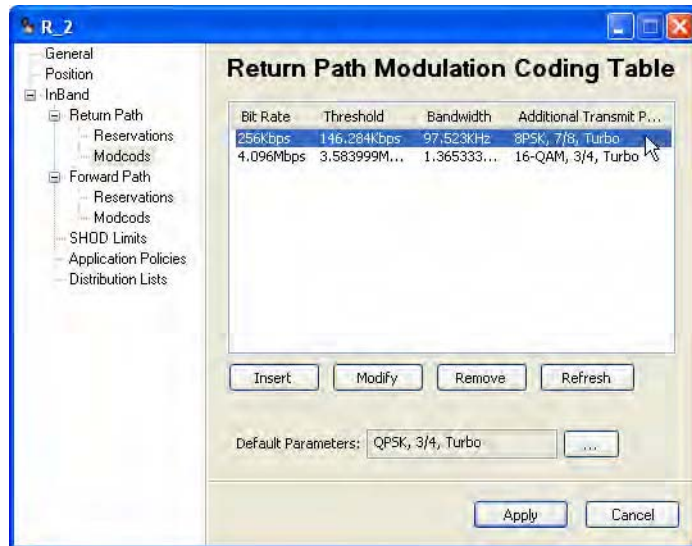 R_2
General
Position
InBand
Return Path
Reservations
Modcods
Forward Path
Reservations
Modcods
SHOD Limits
Application Policies
Distribution Lists
Return Path Modulation Coding Table
Bit Rate Threshold Bandwidth Additional Transmit P...
256Kbps 146.284Kbps 97.523KHz 8PSK, 7/8, Turbo
4.096Mbps 3.583999M... 1.365333... 16-QAM, 3/4, Turbo
Insert Modify Remove Refresh
Default Parameters: QPSK, 3/4, Turbo ...
Apply Cancel